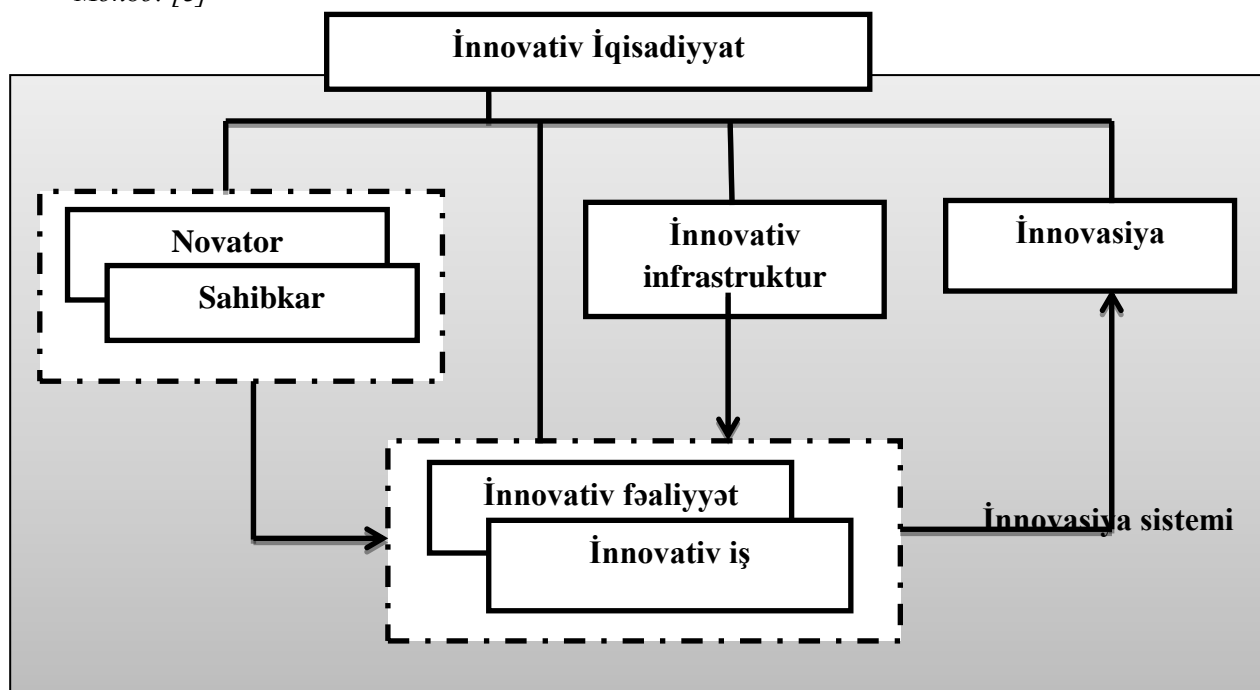 İnnovativ İqisadiyyat
Novator
Sahibkar
İnnovativ
infrastruktur
İnnovasiya
İnnovativ fəaliyyət
İnnovativ iş
İnnovasiya sistemi